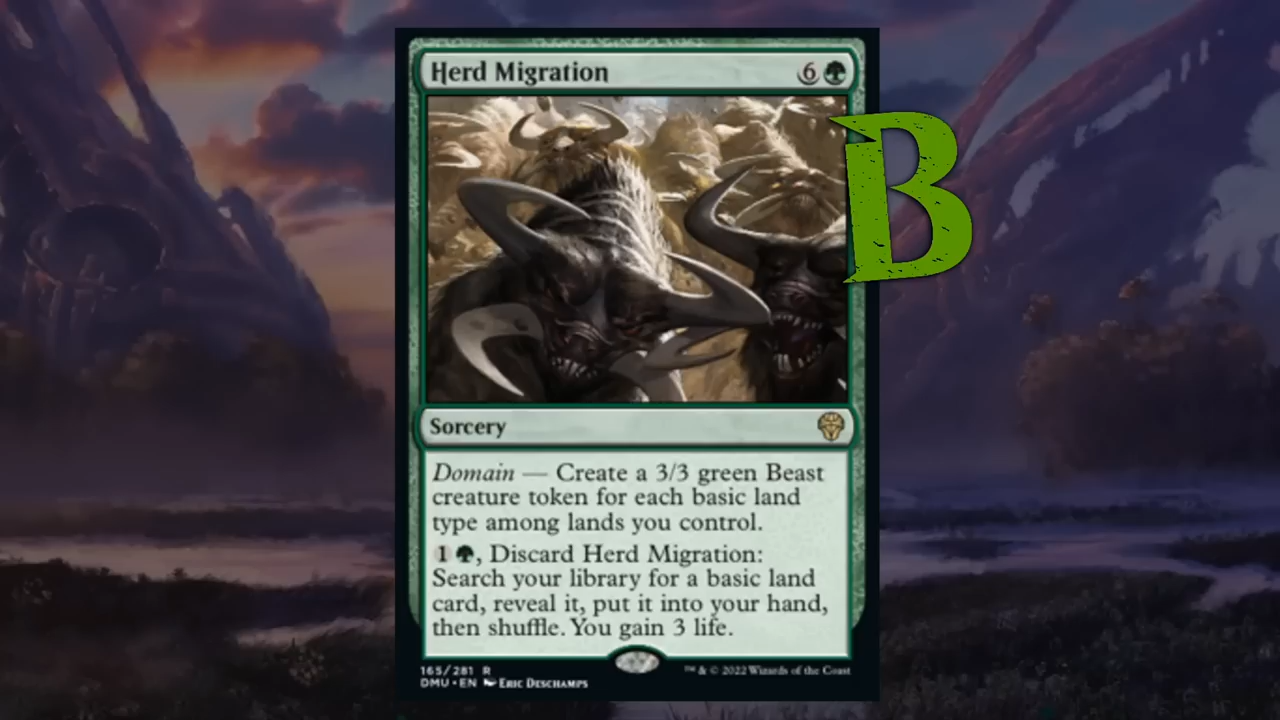 Herd Migration 6
B
Sorcery
Domain — Create a 3/3 green Beast
creature token for each basic land
type among lands you control.
1 , Discard Herd Migration:
Search your library for a basic land
card, reveal it, put it into your hand,
then shuffle. You gain 3 life.
165/281 R
DMU • EN Eric Deschamps
™ & © 2022 Wizards of the Coast